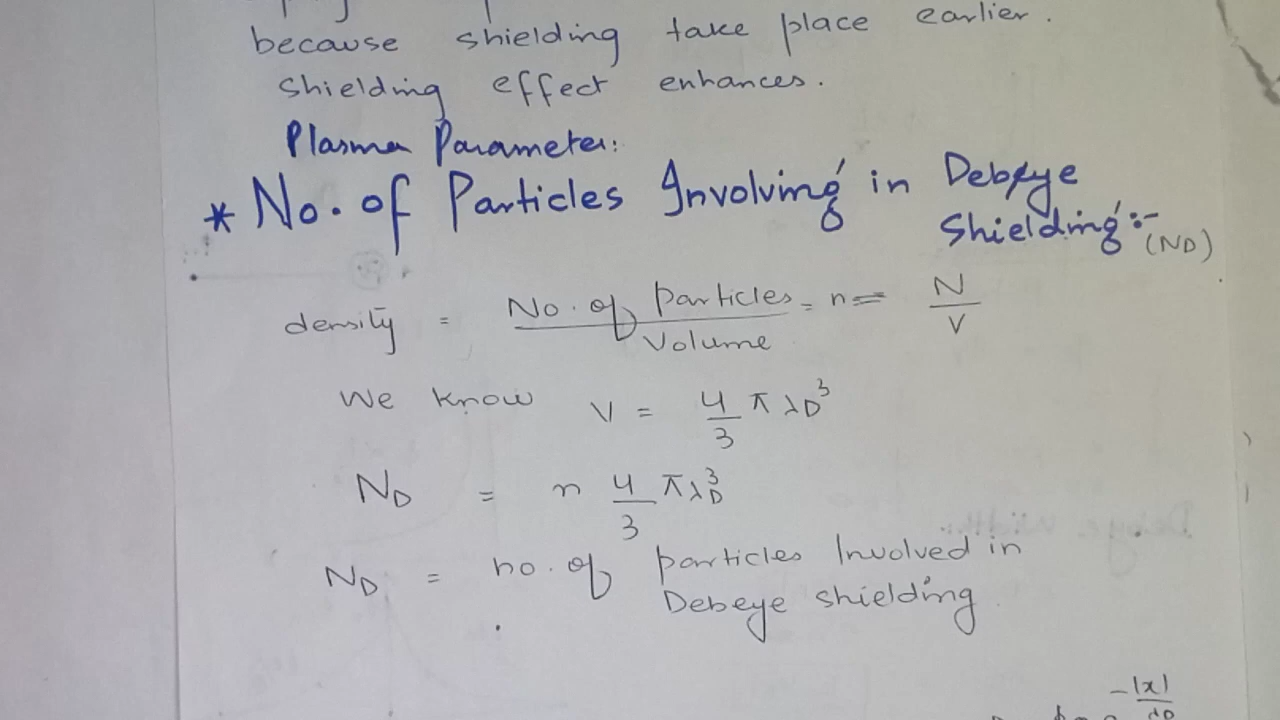 because shielding take place earlier.
shielding effect enhances.
Plasma Parameter:
* No. of Particles Involving in Debeye
Shielding :- (ND)
density = No. of particles / Volume = n = N / V
We know V = 4/3 π λD³
ND = n 4/3 π λD³
ND = no. of particles Involved in
Debeye shielding
-|x| / λD